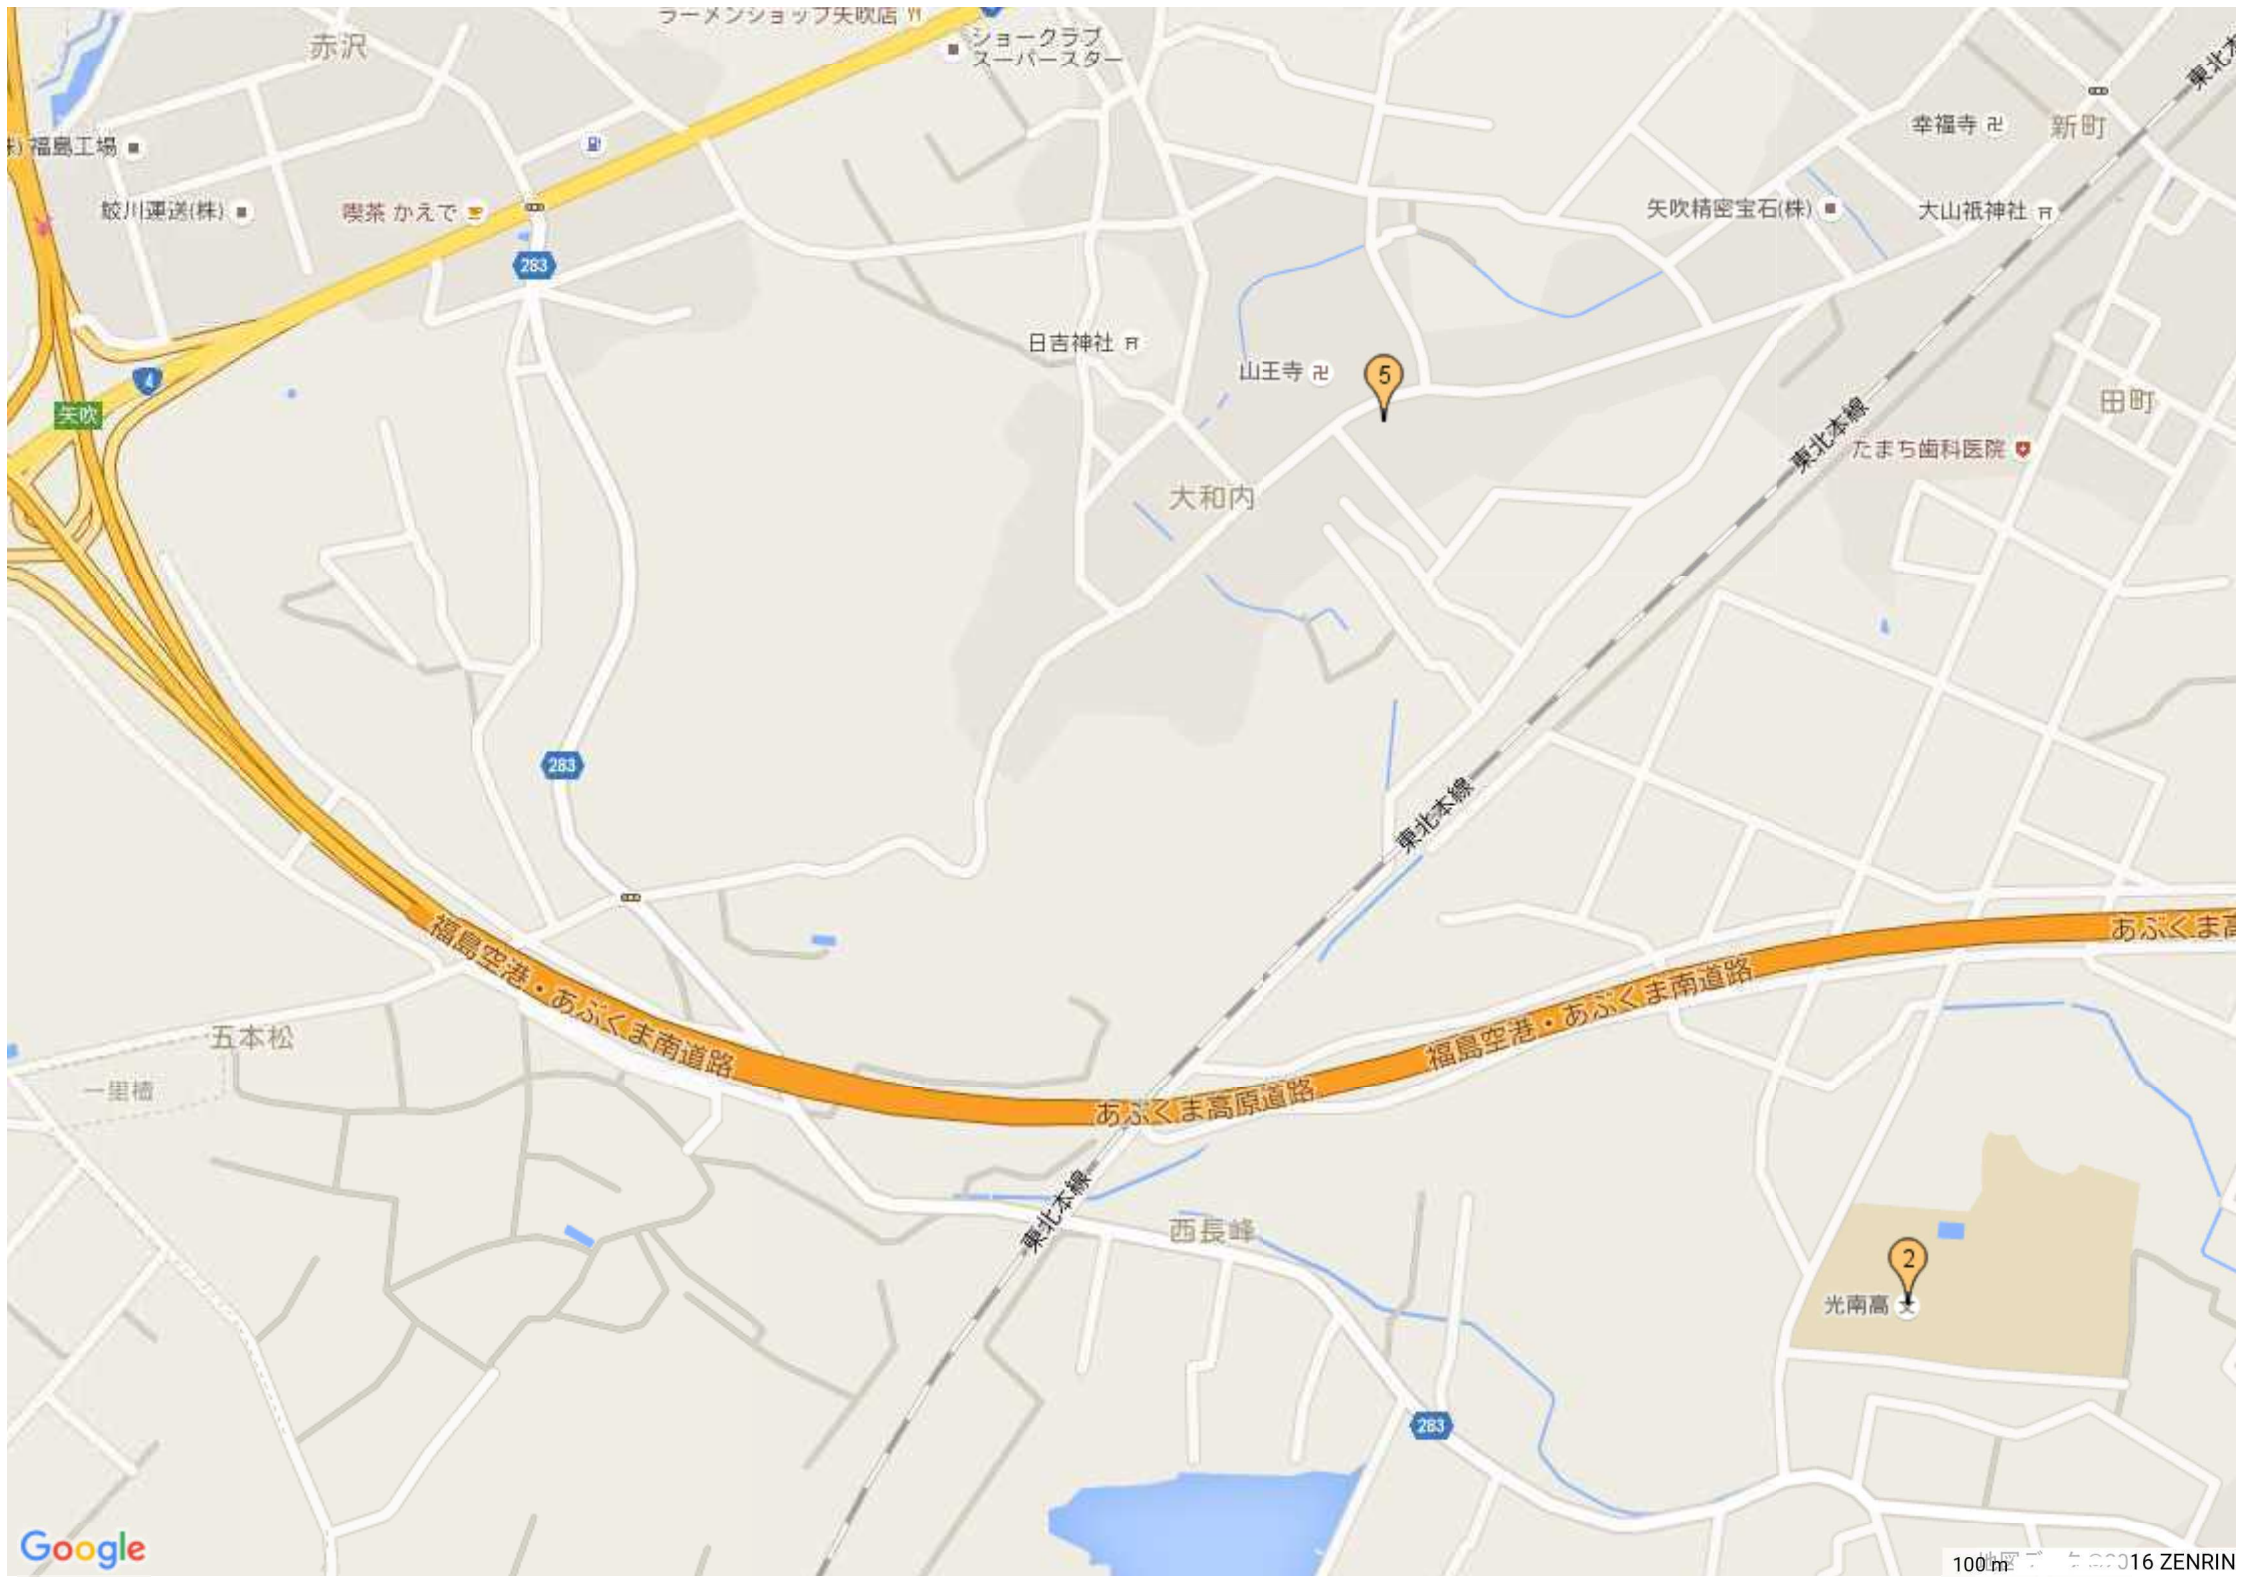 ラーメンショップ矢吹店
赤沢
ショークラブ
スーパースター
東北本
幸福寺
新町
福島工場
鮫川運送(株)
喫茶 かえで
矢吹精密宝石(株)
大山祇神社
283
日吉神社
山王寺
5
4
矢吹
田町
東北本線
たまち歯科医院
大和内
283
東北本線
福島空港・あぶくま南道路
あぶくま高
福島空港・あぶくま南道路
五本松
一里檀
あぶくま高原道路
東北本線
西長峰
2
光南高
283
Google
100 m
2016 ZENRIN